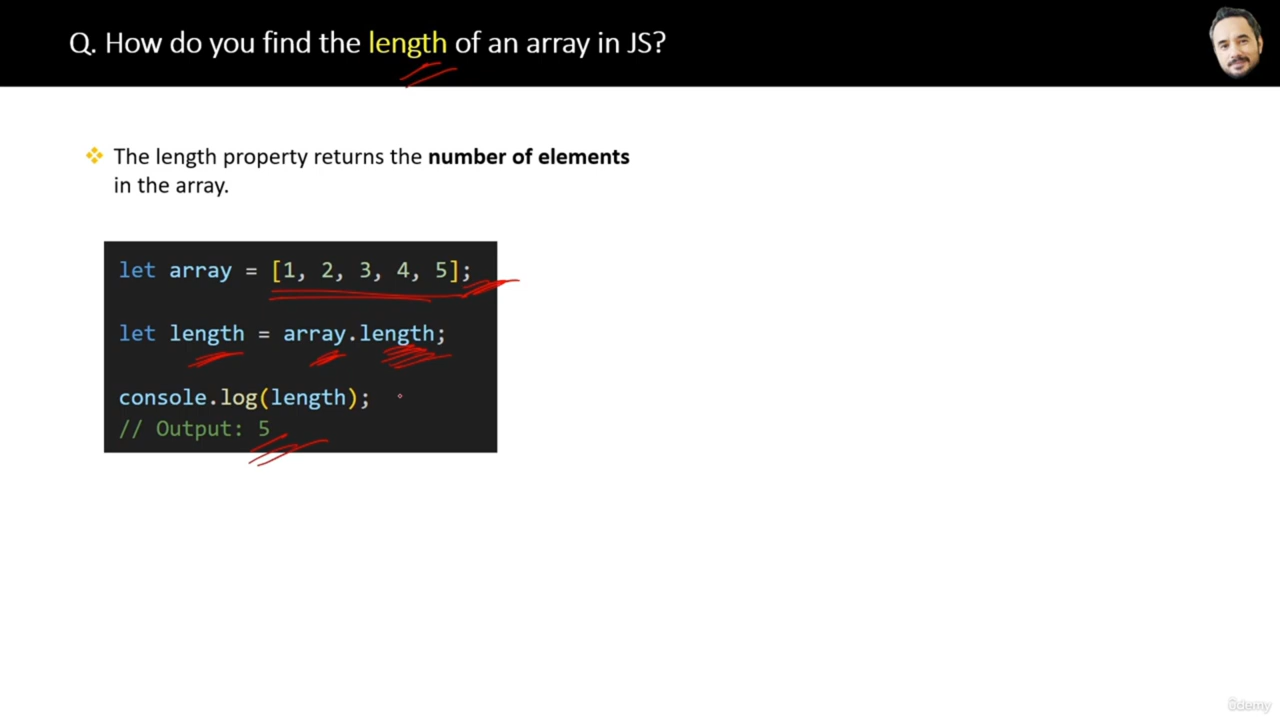 Q. How do you find the length of an array in JS?
The length property returns the number of elements
in the array.
let array = [1, 2, 3, 4, 5];
let length = array.length;
console.log(length);
// Output: 5
ûdemy